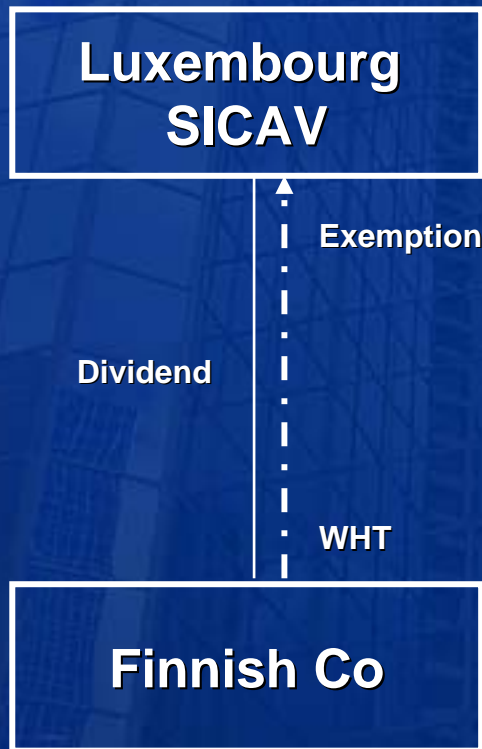 Luxembourg
SICAV
Exemption
Dividend
WHT
Finnish Co